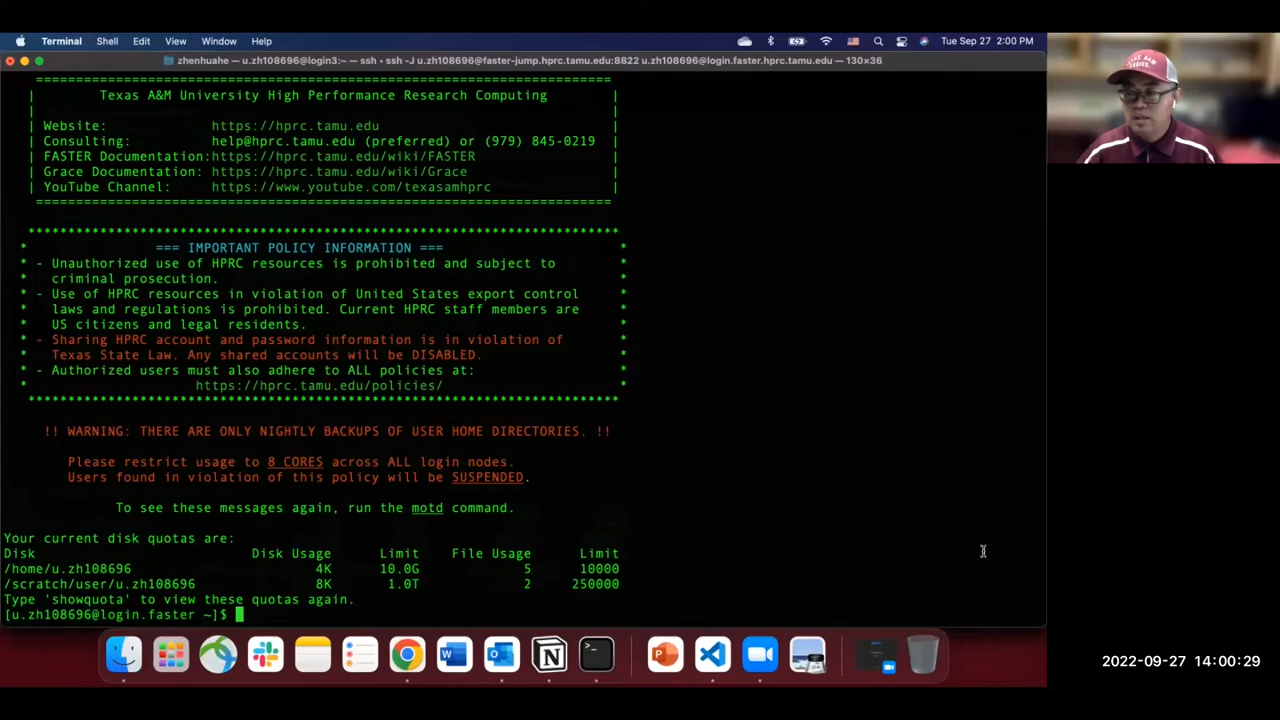 Terminal Shell Edit View Window Help Tue Sep 27 2:00 PM
zhenhuahe — u.zh108696@login3:~ — ssh ‹ ssh -J u.zh108696@faster-jump.hprc.tamu.edu:8822 u.zh108696@login.faster.hprc.tamu.edu — 130×36
===========================================================================
| Texas A&M University High Performance Research Computing |
| |
| Website: https://hprc.tamu.edu |
| Consulting: help@hprc.tamu.edu (preferred) or (979) 845-0219 |
| FASTER Documentation:https://hprc.tamu.edu/wiki/FASTER |
| Grace Documentation: https://hprc.tamu.edu/wiki/Grace |
| YouTube Channel: https://www.youtube.com/texasamhprc |
===========================================================================
***************************************************************************
* === IMPORTANT POLICY INFORMATION === *
* - Unauthorized use of HPRC resources is prohibited and subject to *
* criminal prosecution. *
* - Use of HPRC resources in violation of United States export control *
* laws and regulations is prohibited. Current HPRC staff members are *
* US citizens and legal residents. *
* - Sharing HPRC account and password information is in violation of *
* Texas State Law. Any shared accounts will be DISABLED. *
* - Authorized users must also adhere to ALL policies at: *
* https://hprc.tamu.edu/policies/ *
***************************************************************************
!! WARNING: THERE ARE ONLY NIGHTLY BACKUPS OF USER HOME DIRECTORIES. !!
Please restrict usage to 8 CORES across ALL login nodes.
Users found in violation of this policy will be SUSPENDED.
To see these messages again, run the motd command.
Your current disk quotas are:
Disk Disk Usage Limit File Usage Limit
/home/u.zh108696 4K 10.0G 5 10000
/scratch/user/u.zh108696 8K 1.0T 2 250000
Type 'showquota' to view these quotas again.
[u.zh108696@login.faster ~]$
2022-09-27 14:00:29